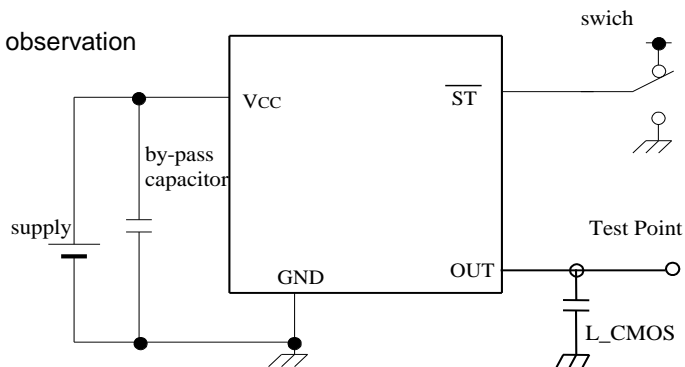 swich
observation
VCC
ST
by-pass
capacitor
supply
Test Point
GND
OUT
L_CMOS